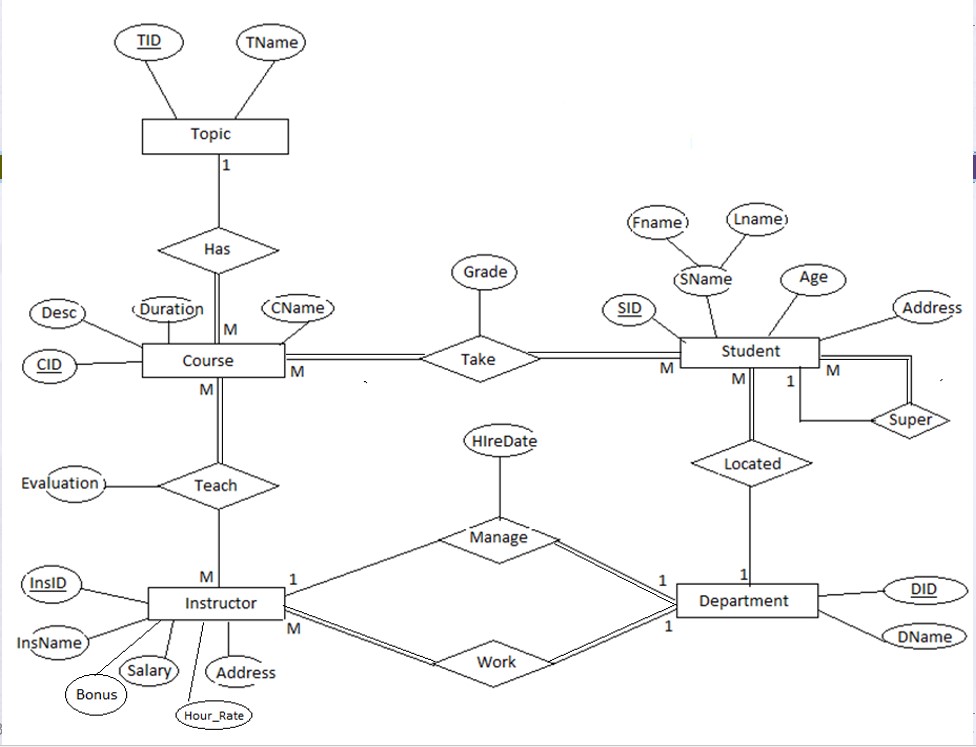 TID
TName
Topic
1
Has
Fname
Lname
SName
Age
Grade
SID
Address
Desc
Duration
CName
M
Course
CID
M
M
Take
M
Student
M
1
M
Super
HIreDate
Located
Evaluation
Teach
Manage
M
1
InsID
Instructor
M
1
1
1
Department
DID
DName
InsName
Salary
Address
Bonus
Hour_Rate
Work